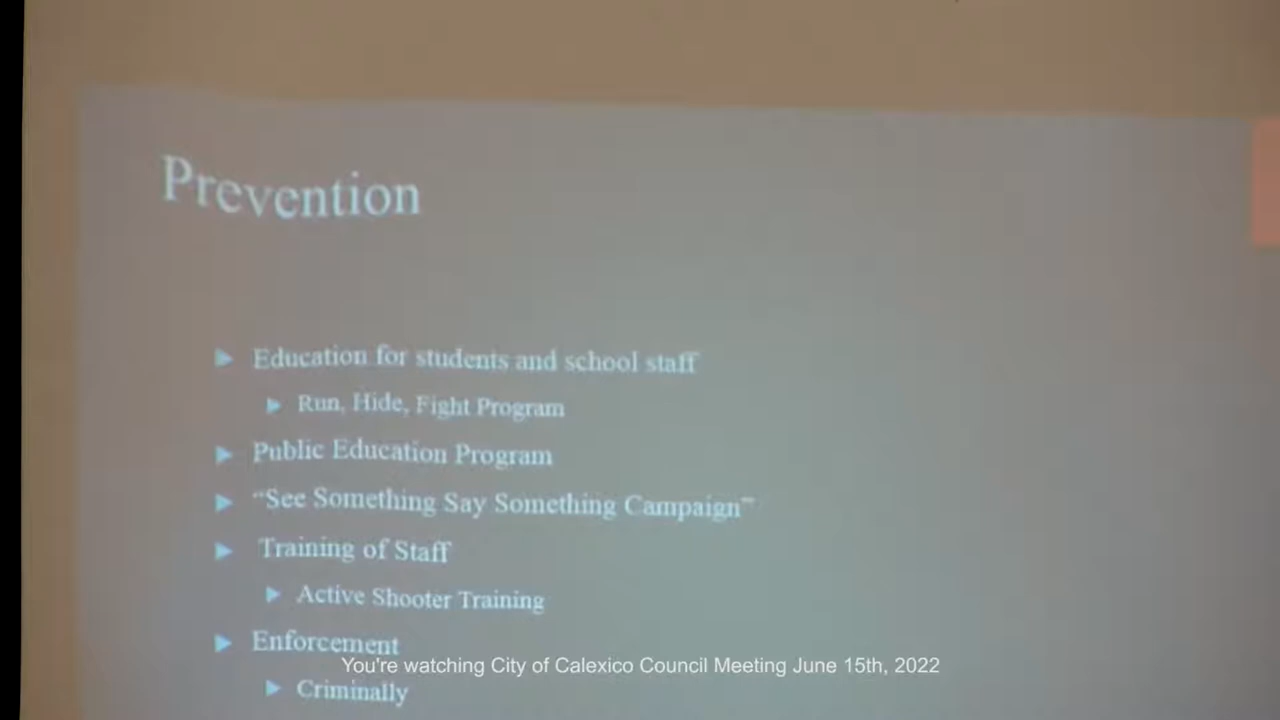 Prevention
Education for students and school staff
Run, Hide, Fight Program
Public Education Program
“See Something Say Something Campaign”
Training of Staff
Active Shooter Training
Enforcement
You're watching City of Calexico Council Meeting June 15th, 2022
Criminally